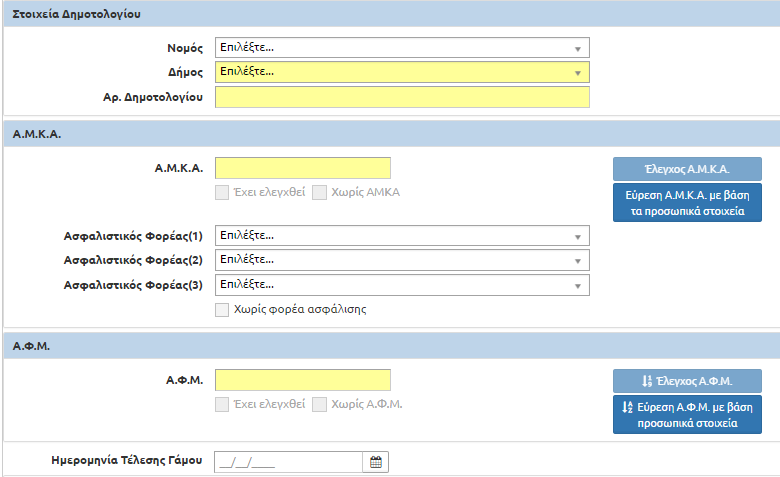 Στοιχεία Δημοτολογίου
Νομός Επιλέξτε...
Δήμος Επιλέξτε...
Αρ. Δημοτολογίου
Α.Μ.Κ.Α.
Α.Μ.Κ.Α. Έλεγχος Α.Μ.Κ.Α.
Έχει ελεγχθεί Χωρίς ΑΜΚΑ
Εύρεση Α.Μ.Κ.Α. με βάση
τα προσωπικά στοιχεία
Ασφαλιστικός Φορέας(1) Επιλέξτε...
Ασφαλιστικός Φορέας(2) Επιλέξτε...
Ασφαλιστικός Φορέας(3) Επιλέξτε...
Χωρίς φορέα ασφάλισης
Α.Φ.Μ.
Α.Φ.Μ. Έλεγχος Α.Φ.Μ.
Έχει ελεγχθεί Χωρίς Α.Φ.Μ.
Εύρεση Α.Φ.Μ με βάση
προσωπικά στοιχεία
Ημερομηνία Τέλεσης Γάμου __/__/____